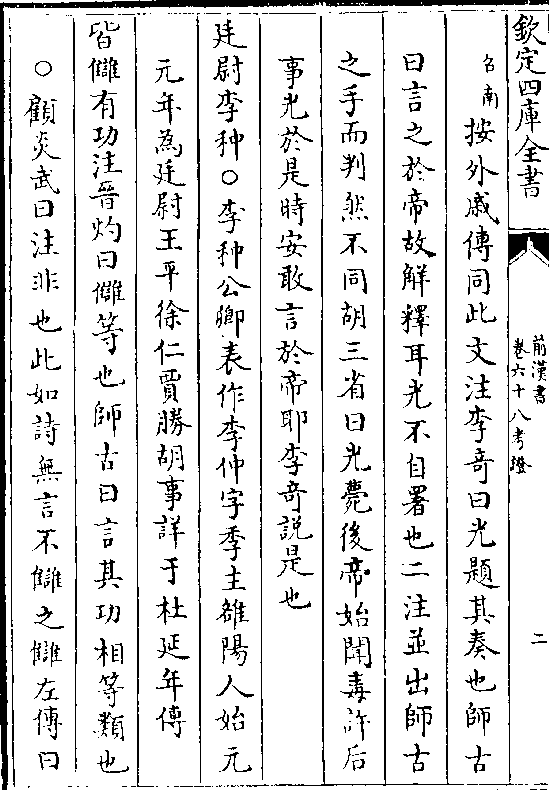 欽定四庫全書
前漢書
卷六十八考證
二
召南按外戚傳同此文注李奇曰光題其奏也師古
曰言之於帝故解釋耳光不自署也二注並出師古
之手而判然不同胡三省曰光薨後帝始聞毒許后
事光於是時安敢言於帝耶李奇說是也
廷尉李种○李种公卿表作李仲字季主雒陽人始元
元年為廷尉王平徐仁賈勝胡事詳于杜延年傳
皆讎有功注晉灼曰讎等也師古曰言其功相等類也
○顧炎武曰注非也此如詩無言不讎之讎左傳曰